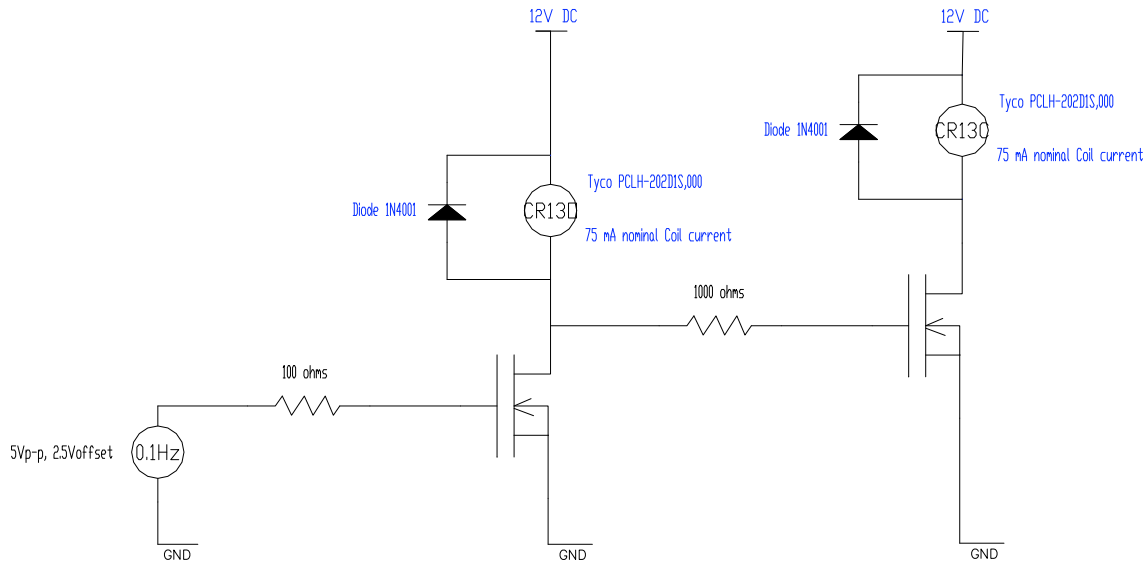 12V DC
12V DC
Tyco PCLH-202D1S,000
Diode 1N4001
CR13C
75 mA nominal Coil current
Tyco PCLH-202D1S,000
Diode 1N4001
CR13D
75 mA nominal Coil current
1000 ohms
100 ohms
5Vp-p, 2.5Voffset
0.1Hz
GND
GND
GND